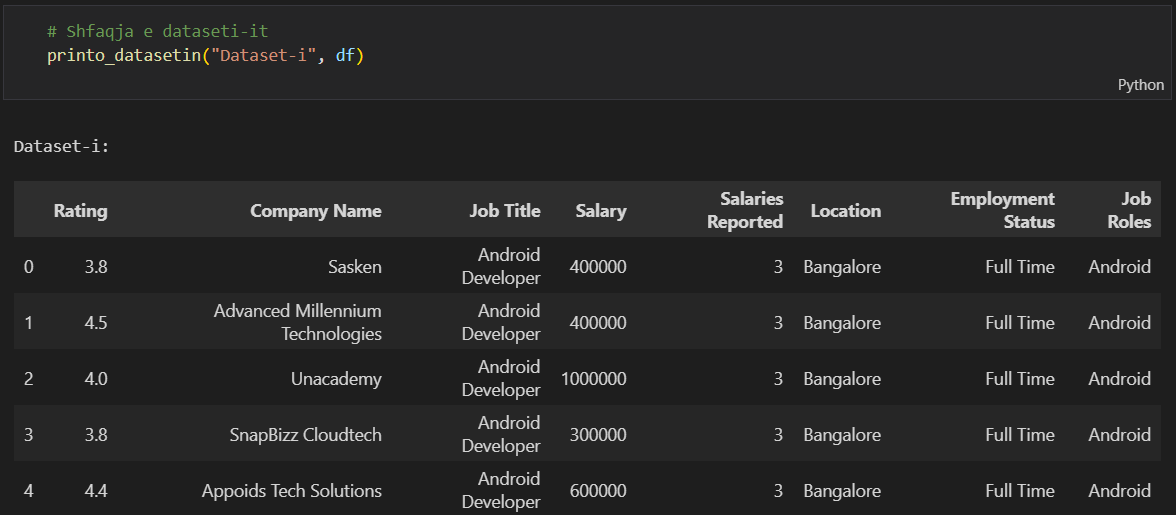 # Shfaqja e dataseti-it
printo_datasetin("Dataset-i", df)
Python
Dataset-i:
Rating Company Name Job Title Salary Salaries Reported Location Employment Status Job Roles
0 3.8 Sasken Android Developer 400000 3 Bangalore Full Time Android
1 4.5 Advanced Millennium Technologies Android Developer 400000 3 Bangalore Full Time Android
2 4.0 Unacademy Android Developer 1000000 3 Bangalore Full Time Android
3 3.8 SnapBizz Cloudtech Android Developer 300000 3 Bangalore Full Time Android
4 4.4 Appoids Tech Solutions Android Developer 600000 3 Bangalore Full Time Android